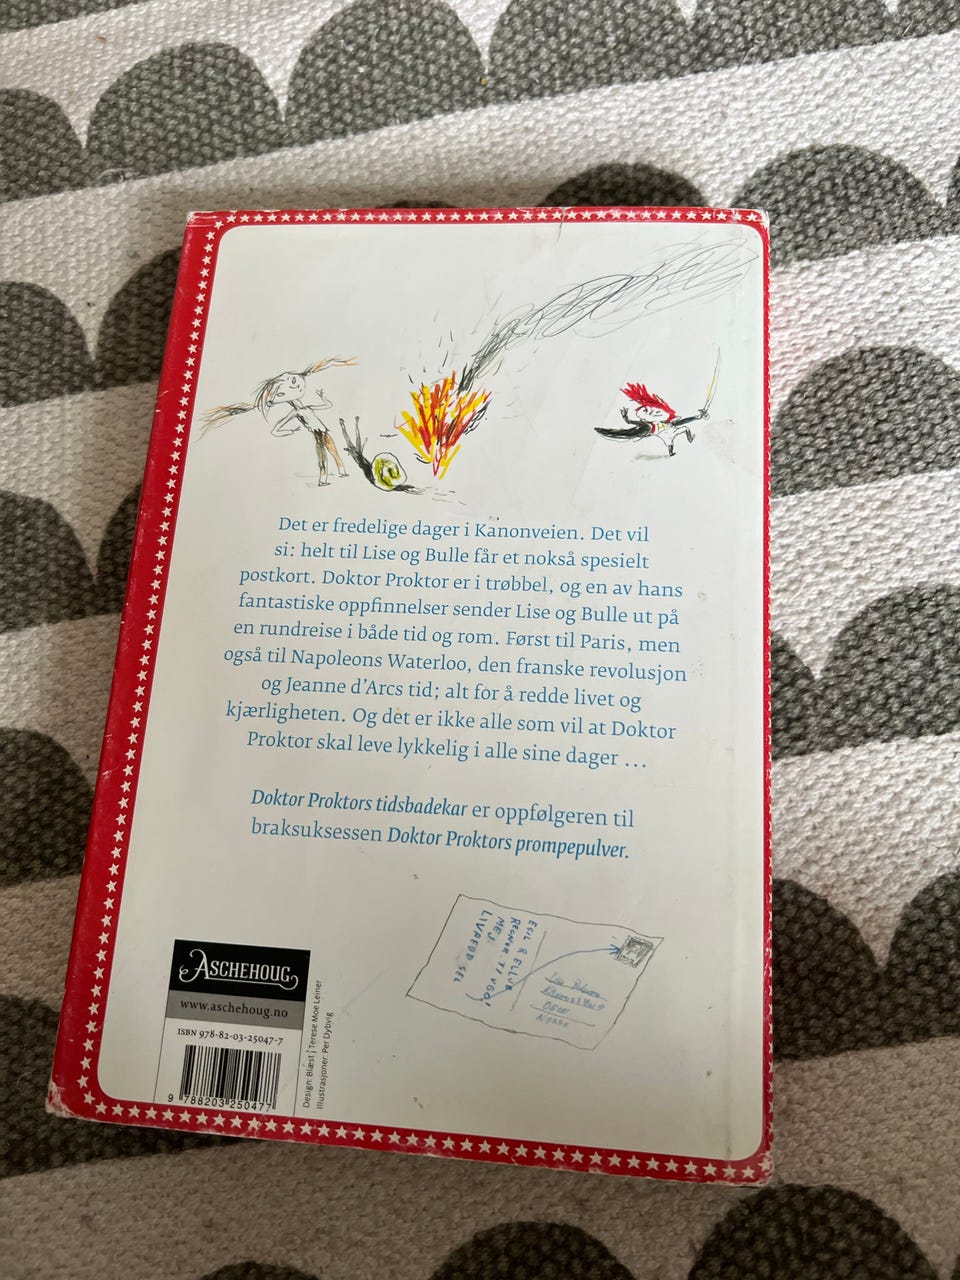 Det er fredelige dager i Kanonveien. Det vil
si: helt til Lise og Bulle får et nokså spesielt
postkort. Doktor Proktor er i trøbbel, og en av hans
fantastiske oppfinnelser sender Lise og Bulle ut på
en rundreise i både tid og rom. Først til Paris, men
også til Napoleons Waterloo, den franske revolusjon
og Jeanne d’Arcs tid; alt for å redde livet og
kjærligheten. Og det er ikke alle som vil at Doktor
Proktor skal leve lykkelig i alle sine dager ...
Doktor Proktors tidsbadekar er oppfølgeren til
braksuksessen Doktor Proktors prompepulver.
OSLO
NORGE
ASCHEHOUG
www.aschehoug.no
ISBN 978-82-03-25047-7
9 788203 250477
Design: Blæst | Terese Moe Leiner
Illustrasjoner: Per Dybvig